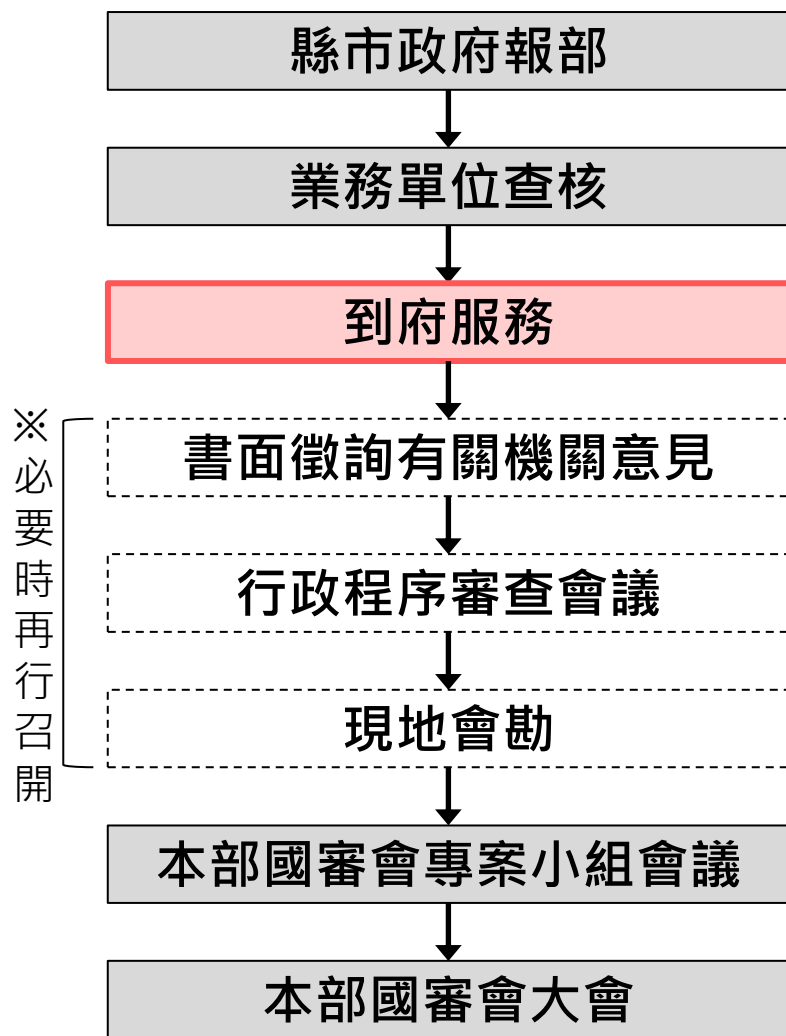 縣市政府報部
業務單位查核
到府服務
※必要時再行召開
書面徵詢有關機關意見
行政程序審查會議
現地會勘
本部國審會專案小組會議
本部國審會大會